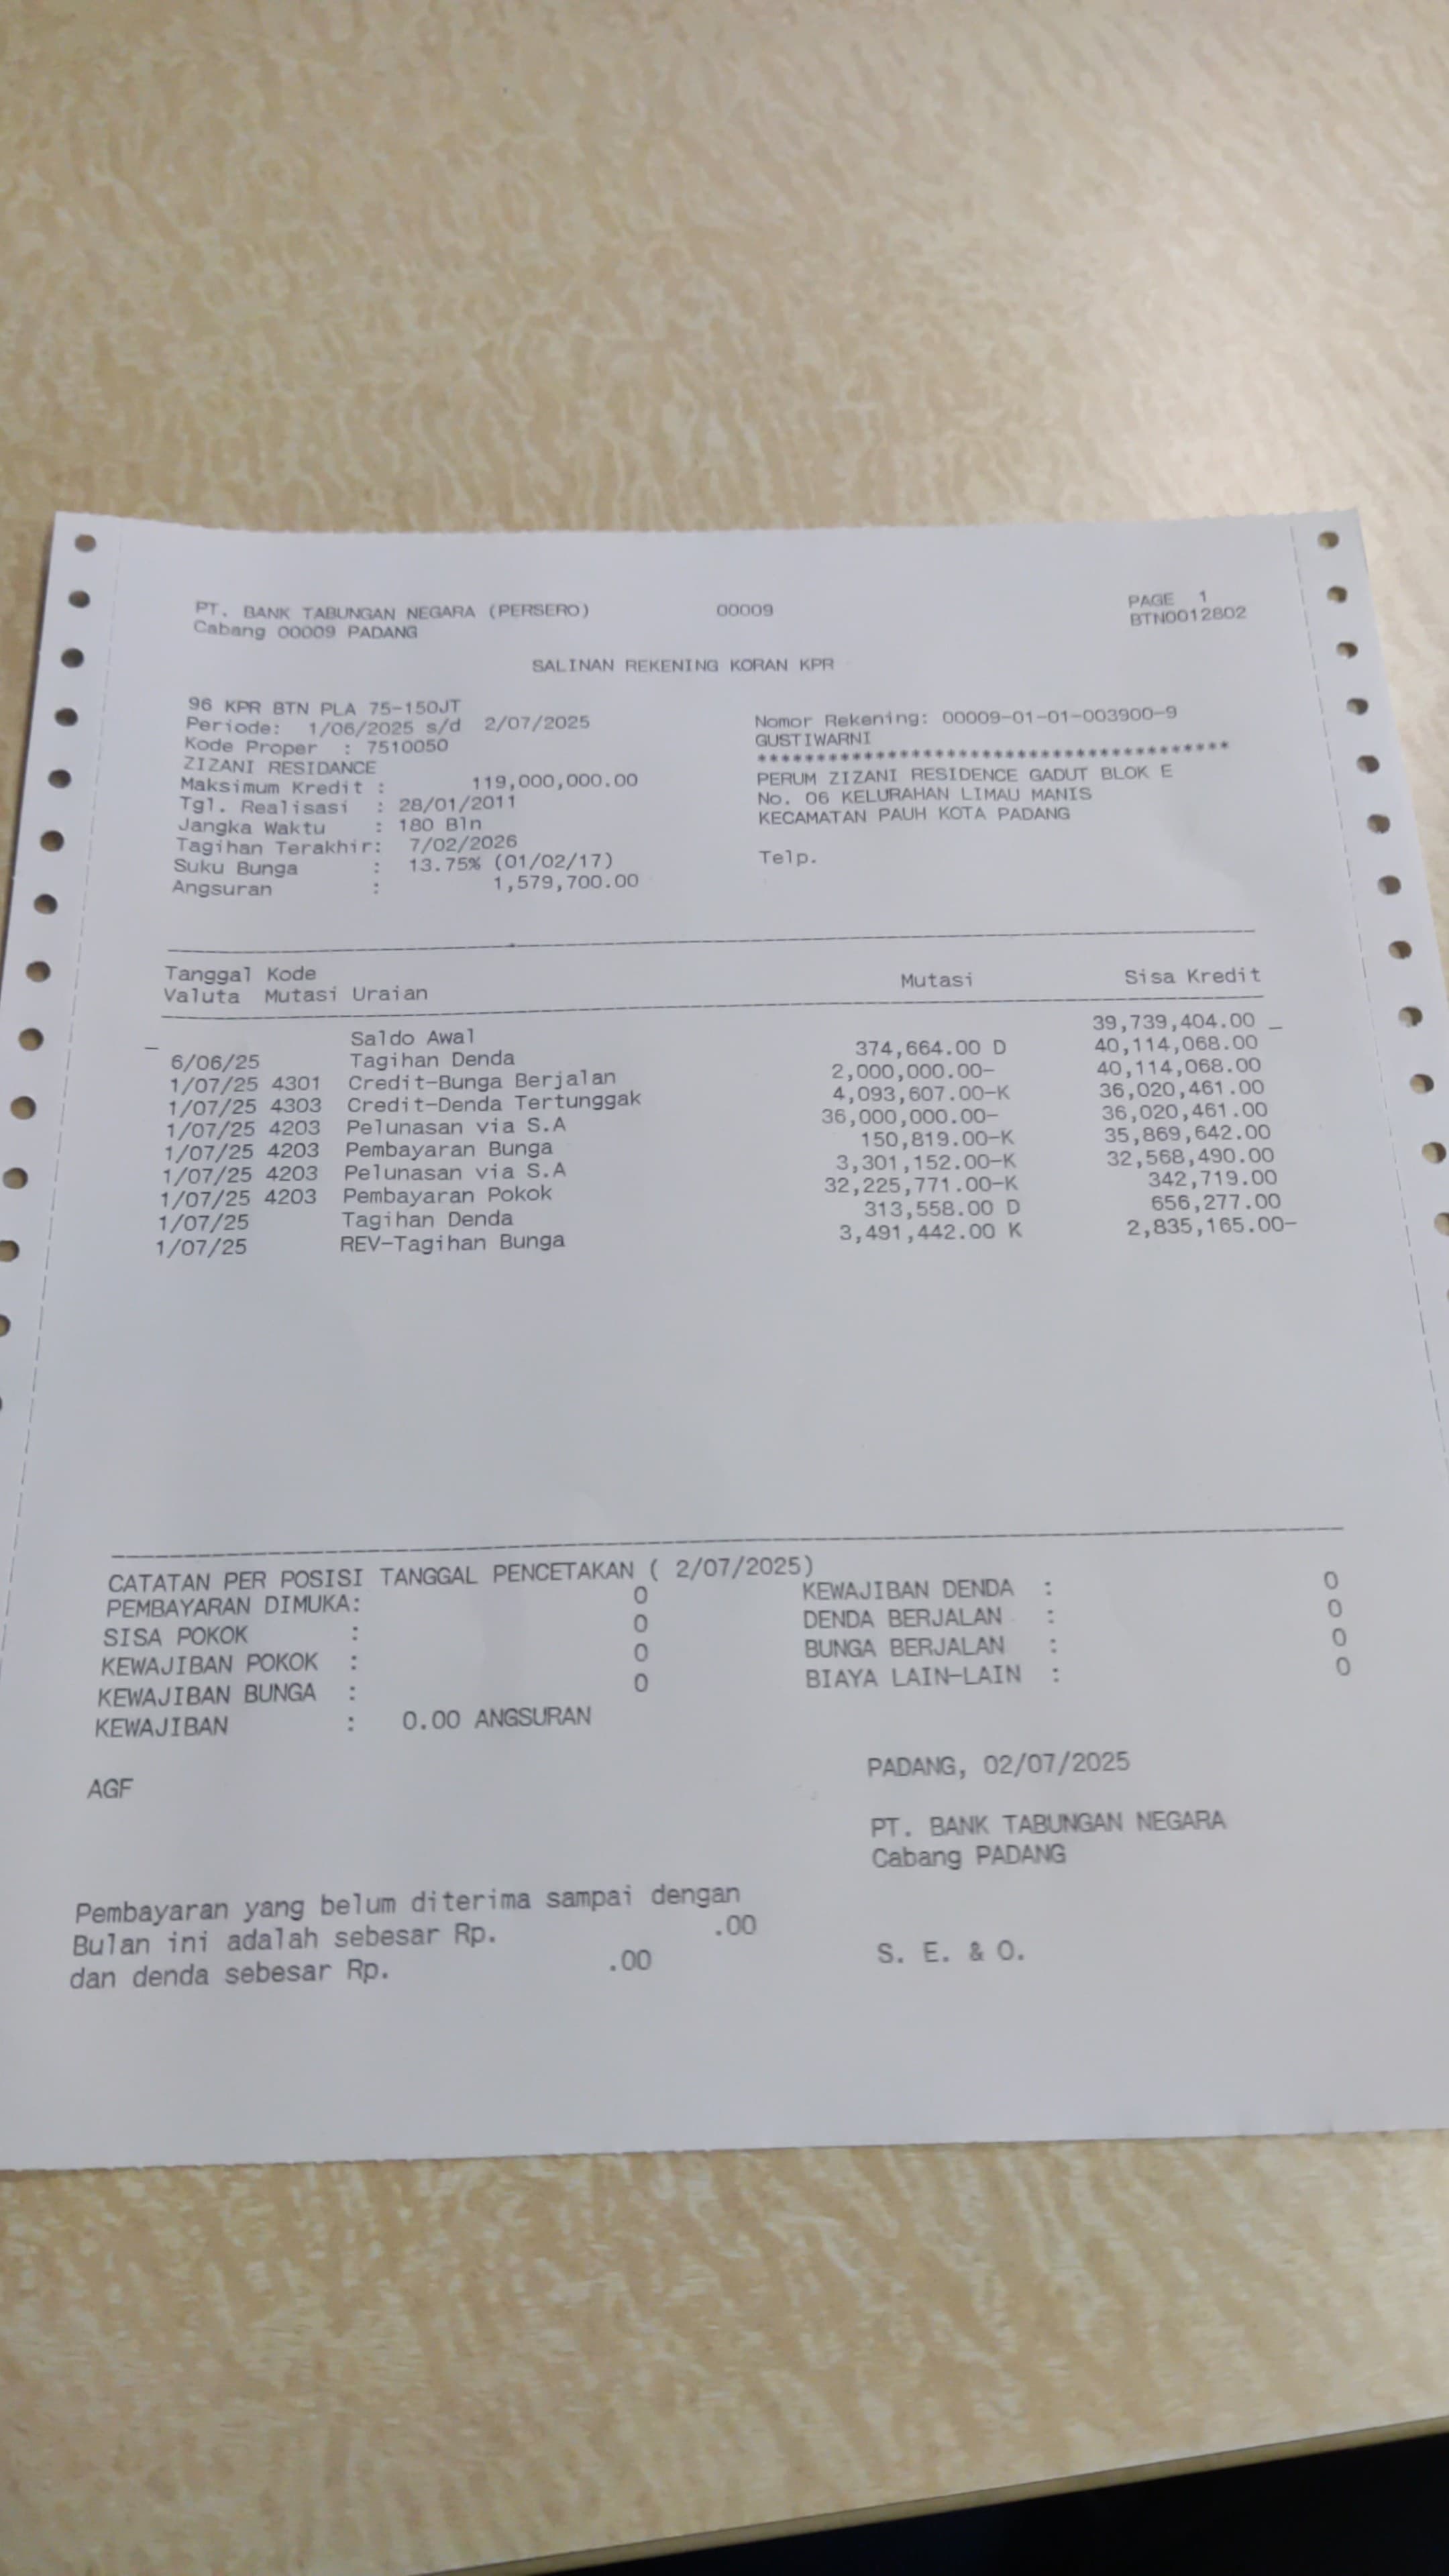 PT. BANK TABUNGAN NEGARA (PERSERO) 00009 PAGE 1
Cabang 00009 PADANG BTN0012802
SALINAN REKENING KORAN KPR
96 KPR BTN PLA 75-150JT
Periode: 1/06/2025 s/d 2/07/2025 Nomor Rekening: 00009-01-01-003900-9
Kode Proper : 7510050 GUSTIWARNI
ZIZANI RESIDANCE *****************************************
Maksimum Kredit : 119,000,000.00 PERUM ZIZANI RESIDENCE GADUT BLOK E
Tgl. Realisasi : 28/01/2011 No. 06 KELURAHAN LIMAU MANIS
Jangka Waktu : 180 Bln KECAMATAN PAUH KOTA PADANG
Tagihan Terakhir: 7/02/2026
Suku Bunga : 13.75% (01/02/17) Telp.
Angsuran : 1,579,700.00
Tanggal Kode
Valuta Mutasi Uraian Mutasi Sisa Kredit
Saldo Awal 39,739,404.00
6/06/25 Tagihan Denda 374,664.00 D 40,114,068.00
1/07/25 4301 Credit-Bunga Berjalan 2,000,000.00- 40,114,068.00
1/07/25 4303 Credit-Denda Tertunggak 4,093,607.00-K 36,020,461.00
1/07/25 4203 Pelunasan via S.A 36,000,000.00- 36,020,461.00
1/07/25 4203 Pembayaran Bunga 150,819.00-K 35,869,642.00
1/07/25 4203 Pelunasan via S.A 3,301,152.00-K 32,568,490.00
1/07/25 4203 Pembayaran Pokok 32,225,771.00-K 342,719.00
1/07/25 Tagihan Denda 313,558.00 D 656,277.00
1/07/25 REV-Tagihan Bunga 3,491,442.00 K 2,835,165.00-
CATATAN PER POSISI TANGGAL PENCETAKAN ( 2/07/2025)
PEMBAYARAN DIMUKA: 0 KEWAJIBAN DENDA : 0
SISA POKOK : 0 DENDA BERJALAN : 0
KEWAJIBAN POKOK : 0 BUNGA BERJALAN : 0
KEWAJIBAN BUNGA : 0 BIAYA LAIN-LAIN : 0
KEWAJIBAN : 0.00 ANGSURAN
AGF PADANG, 02/07/2025
PT. BANK TABUNGAN NEGARA
Cabang PADANG
Pembayaran yang belum diterima sampai dengan
Bulan ini adalah sebesar Rp. .00
dan denda sebesar Rp. .00 S. E. & O.